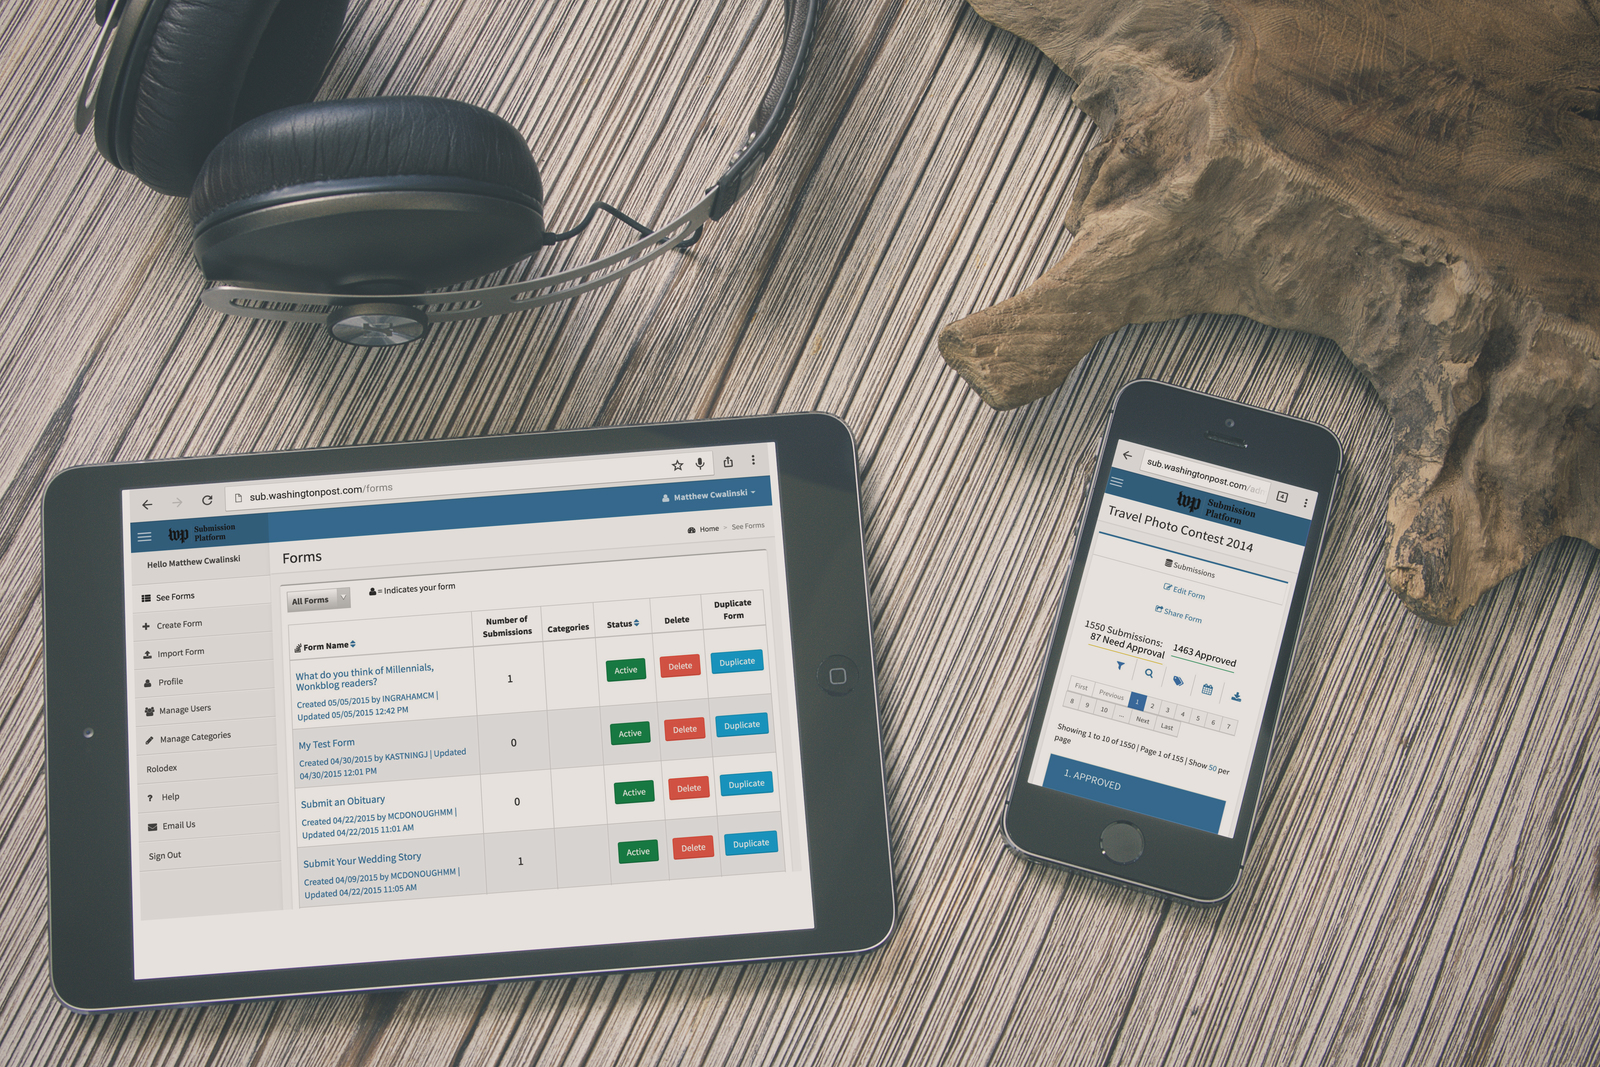 sub.washingtonpost.com/forms
wp Submission
Platform
Matthew Cwalinski
Hello Matthew Cwalinski
Home > See Forms
See Forms
Create Form
Import Form
Profile
Manage Users
Manage Categories
Rolodex
? Help
Email Us
Sign Out
Forms
All Forms
= Indicates your form
Form Name
Number of
Submissions
Categories
Status
Delete
Duplicate
Form
What do you think of Millennials,
Wonkblog readers?
Created 05/05/2015 by INGRAHAMCM |
Updated 05/05/2015 12:42 PM
1
Active
Delete
Duplicate
My Test Form
Created 04/30/2015 by KASTNINGJ | Updated
04/30/2015 12:01 PM
0
Active
Delete
Duplicate
Submit an Obituary
Created 04/22/2015 by MCDONOUGHMM |
Updated 04/22/2015 11:01 AM
0
Active
Delete
Duplicate
Submit Your Wedding Story
Created 04/09/2015 by MCDONOUGHMM |
Updated 04/22/2015 11:05 AM
1
Active
Delete
Duplicate
sub.washingtonpost.com/ad
4
wp Submission
Platform
Travel Photo Contest 2014
Submissions
Edit Form
Share Form
1550 Submissions:
87 Need Approval
1463 Approved
First Previous 1 2 3 4 5 6 7
8 9 10 ... Next Last
Showing 1 to 10 of 1550 | Page 1 of 155 | Show 50 per
page
1. APPROVED